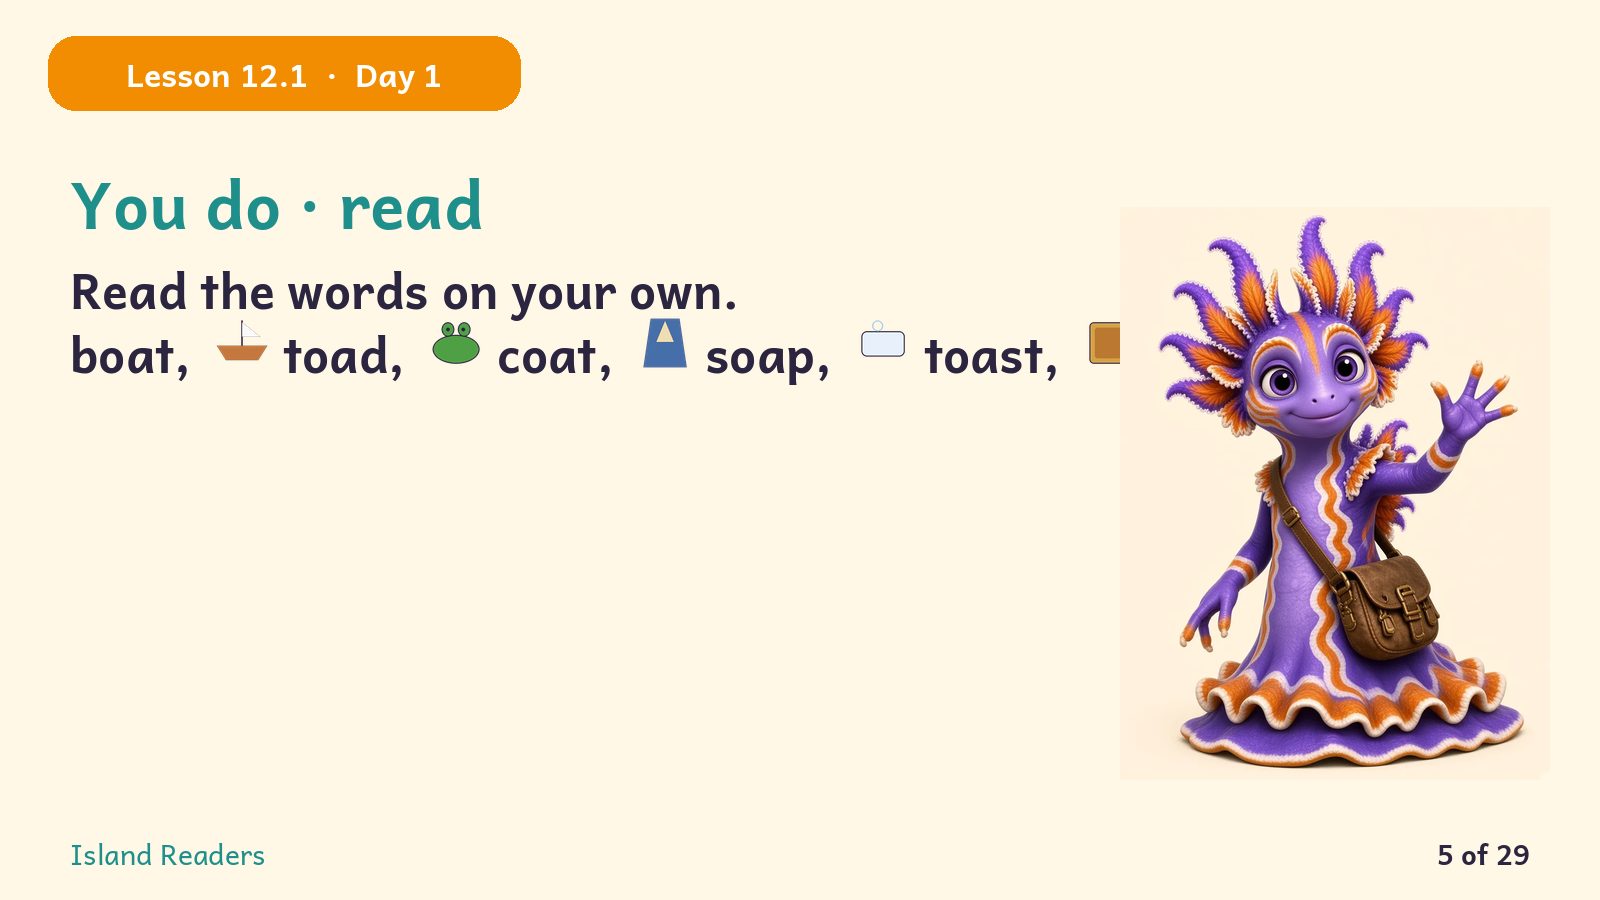 Lesson 12.1 · Day 1
You do · read
Read the words on your own.
boat, toad, coat, soap, toast,
Island Readers
5 of 29